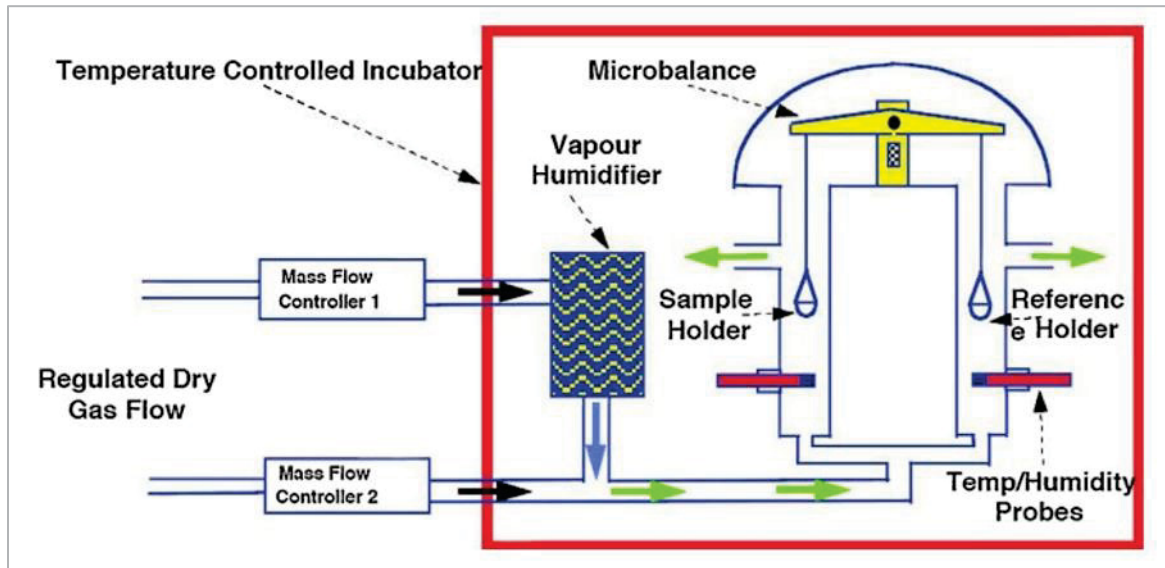 Temperature Controlled Incubator
Microbalance
Vapour
Humidifier
Mass Flow
Controller 1
Sample
Holder
Referenc
e Holder
Regulated Dry
Gas Flow
Mass Flow
Controller 2
Temp/Humidity
Probes